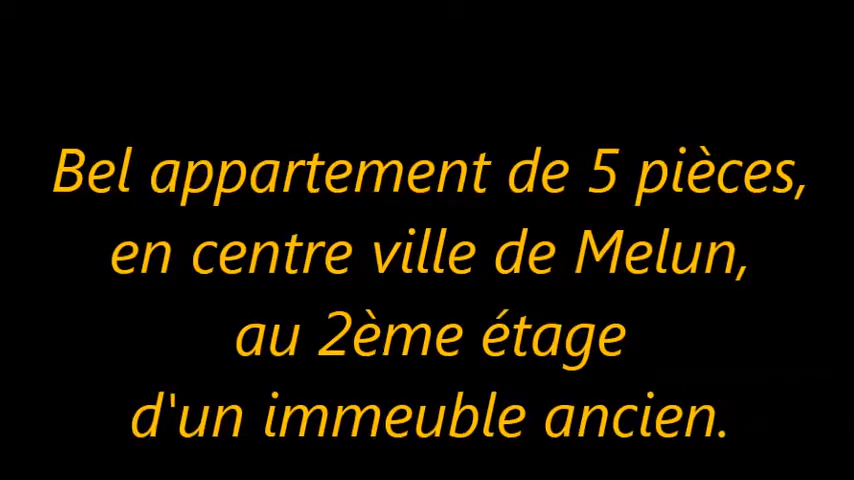 Bel appartement de 5 pièces,
en centre ville de Melun,
au 2ème étage
d'un immeuble ancien.